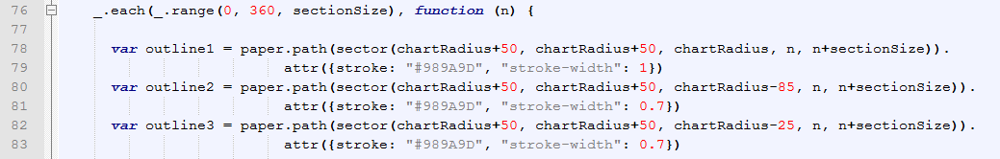 76 _.each(_.range(0, 360, sectionSize), function (n) {
77
78 var outline1 = paper.path(sector(chartRadius+50, chartRadius+50, chartRadius, n, n+sectionSize)).
79 attr({stroke: "#989A9D", "stroke-width": 1})
80 var outline2 = paper.path(sector(chartRadius+50, chartRadius+50, chartRadius-85, n, n+sectionSize)).
81 attr({stroke: "#989A9D", "stroke-width": 0.7})
82 var outline3 = paper.path(sector(chartRadius+50, chartRadius+50, chartRadius-25, n, n+sectionSize)).
83 attr({stroke: "#989A9D", "stroke-width": 0.7})